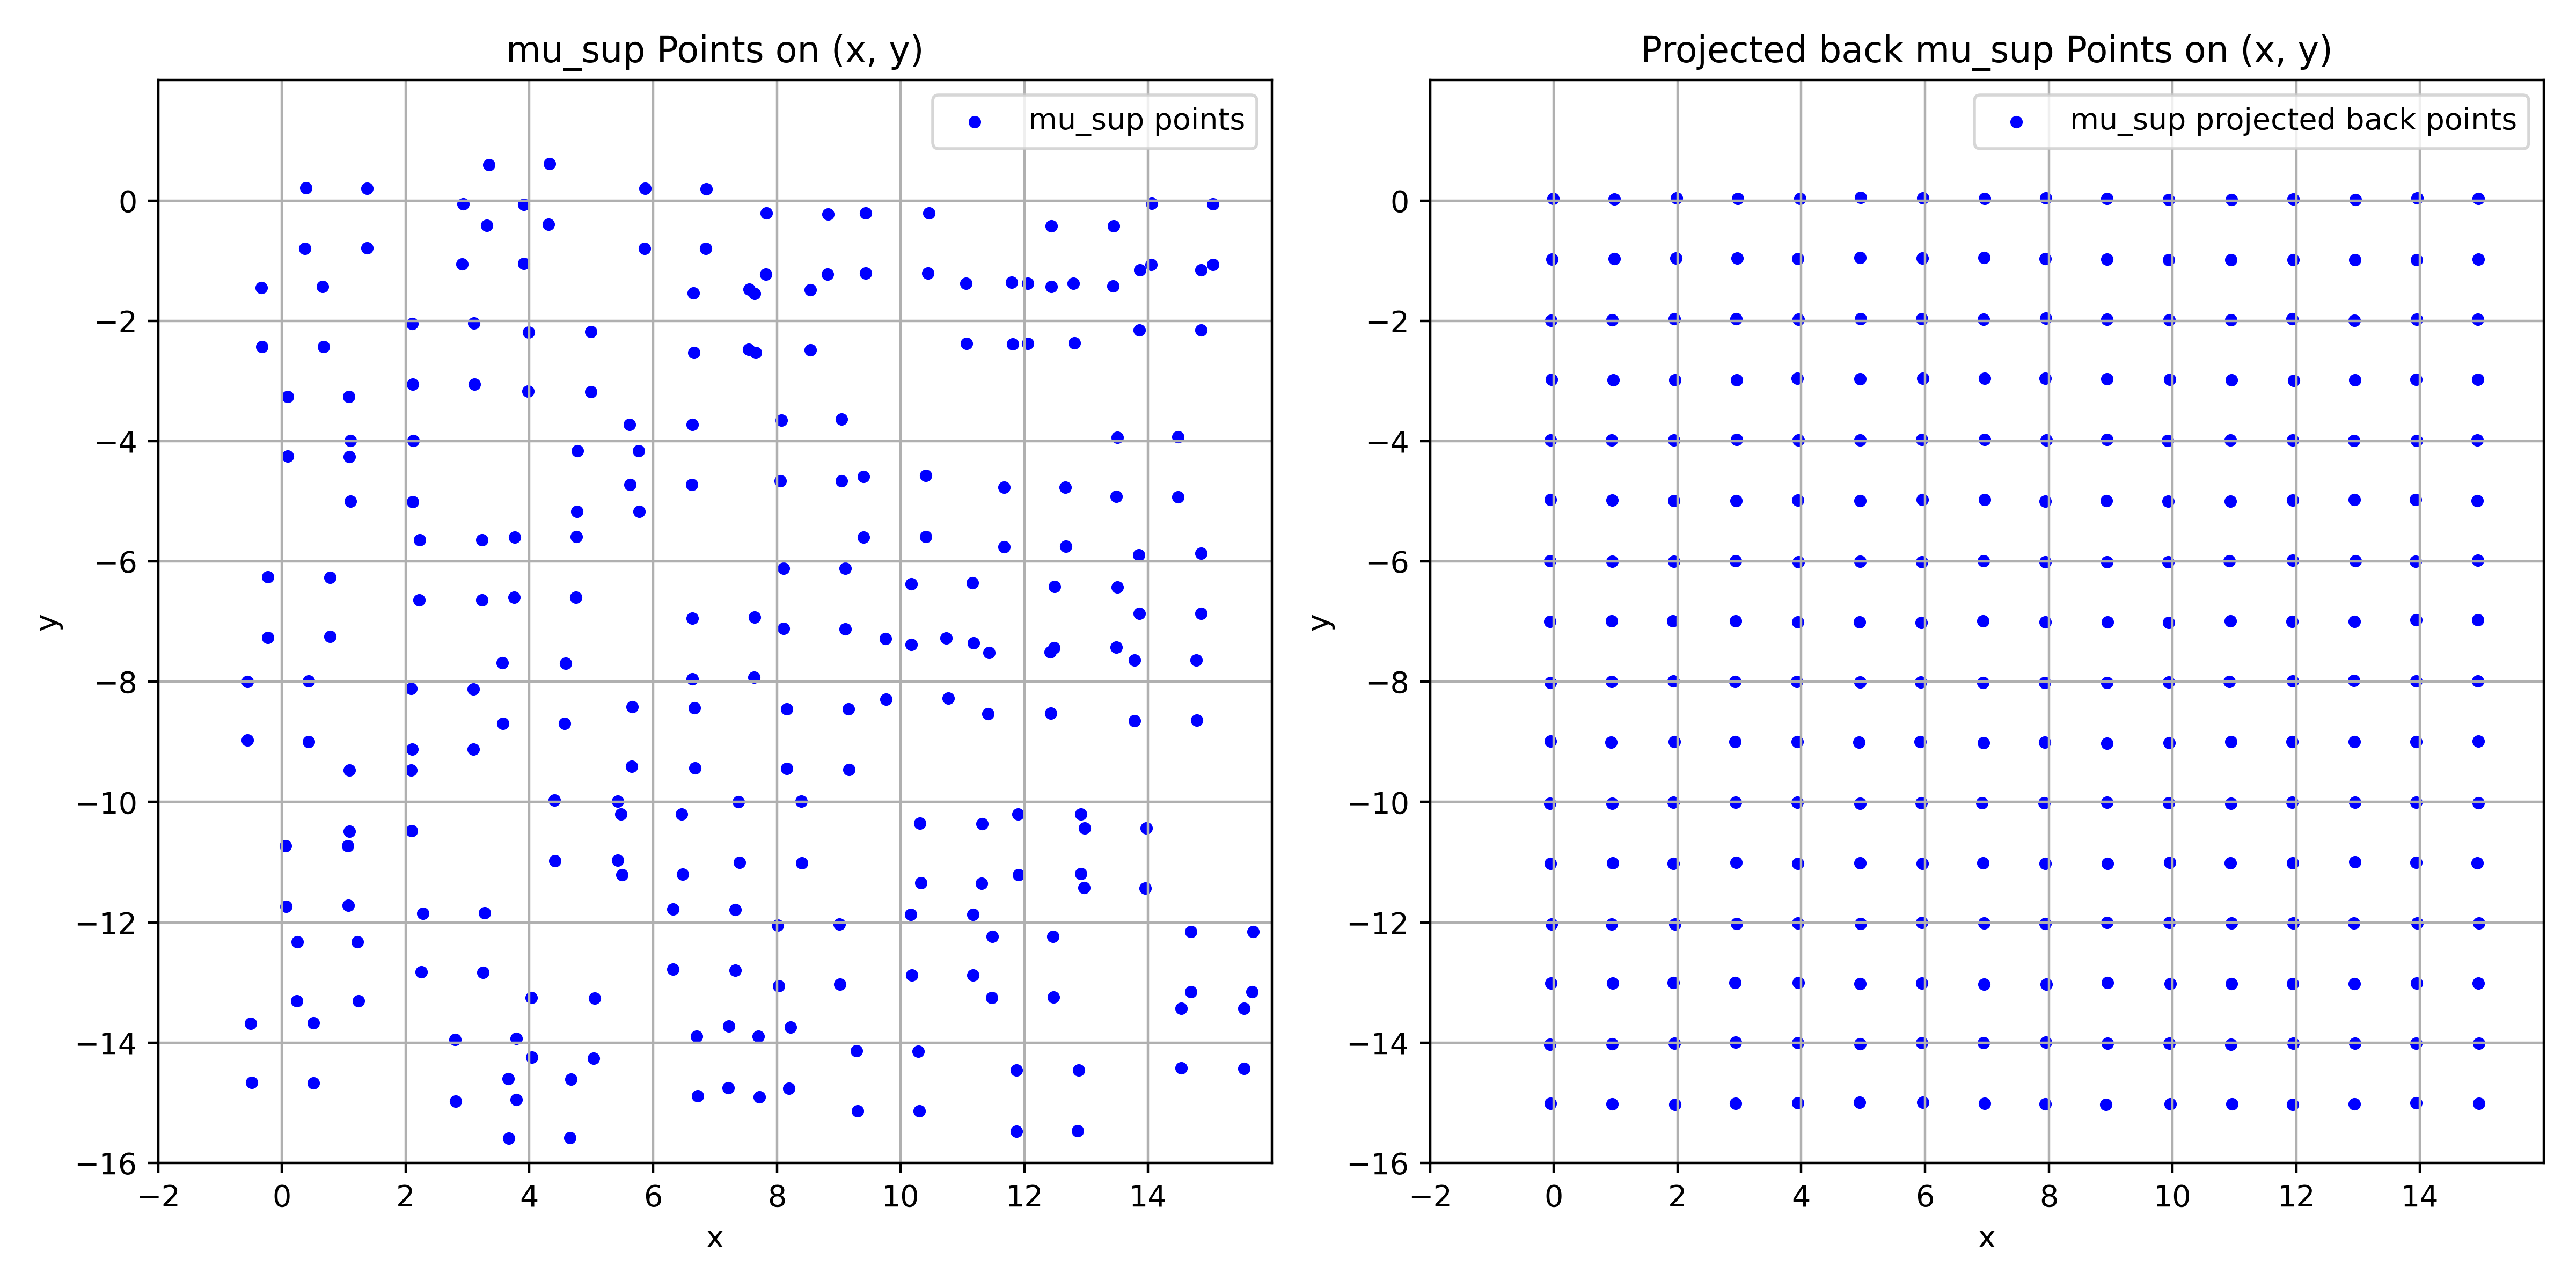 mu_sup Points on (x, y)
mu_sup points
0
−2
−4
−6
−8
−10
−12
−14
−16
y
−2 0 2 4 6 8 10 12 14
x
Projected back mu_sup Points on (x, y)
mu_sup projected back points
0
−2
−4
−6
−8
−10
−12
−14
−16
y
−2 0 2 4 6 8 10 12 14
x